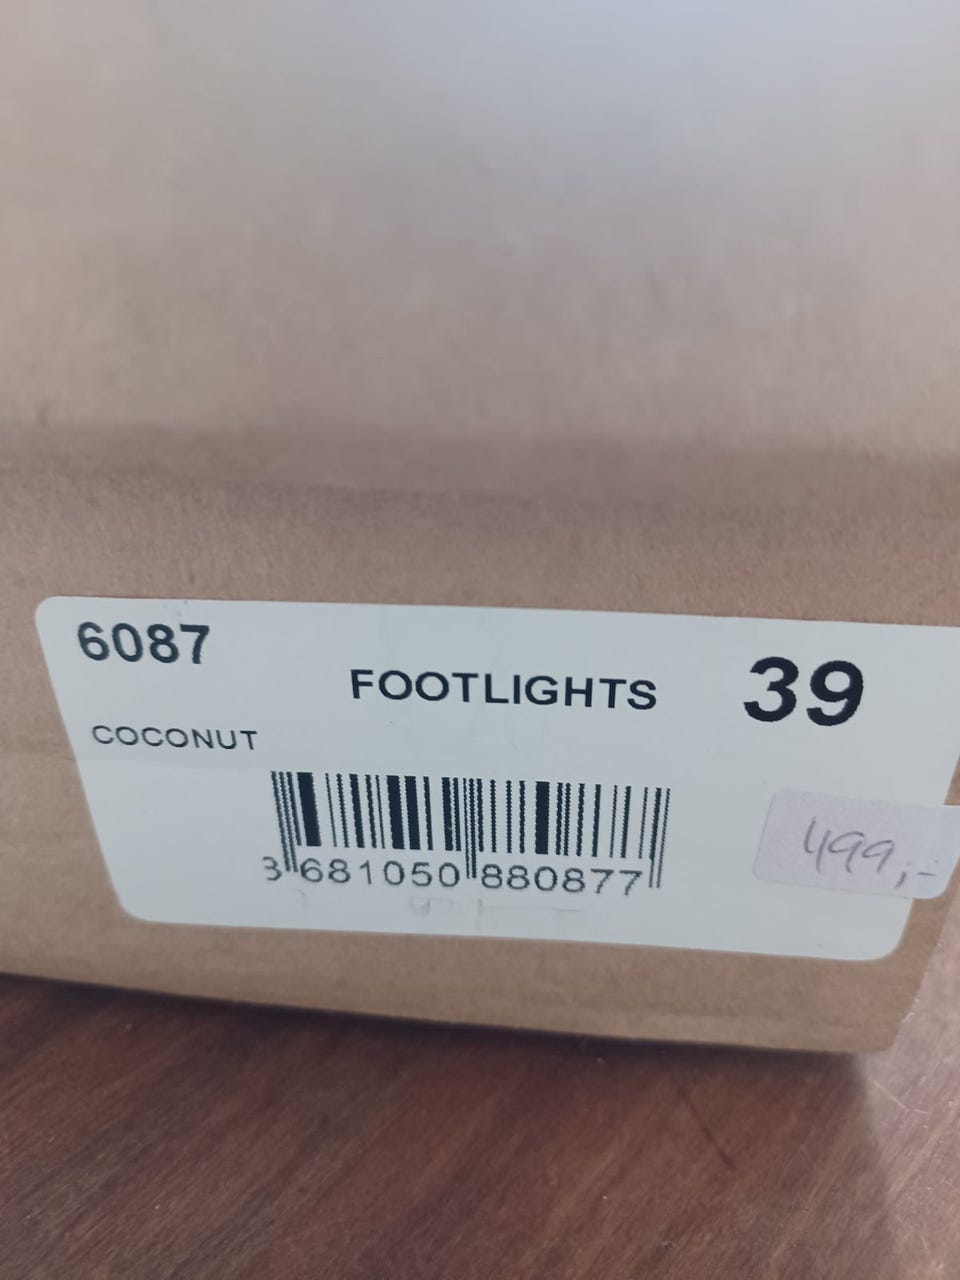 6087
FOOTLIGHTS
39
COCONUT
3 681050 880877
499,-